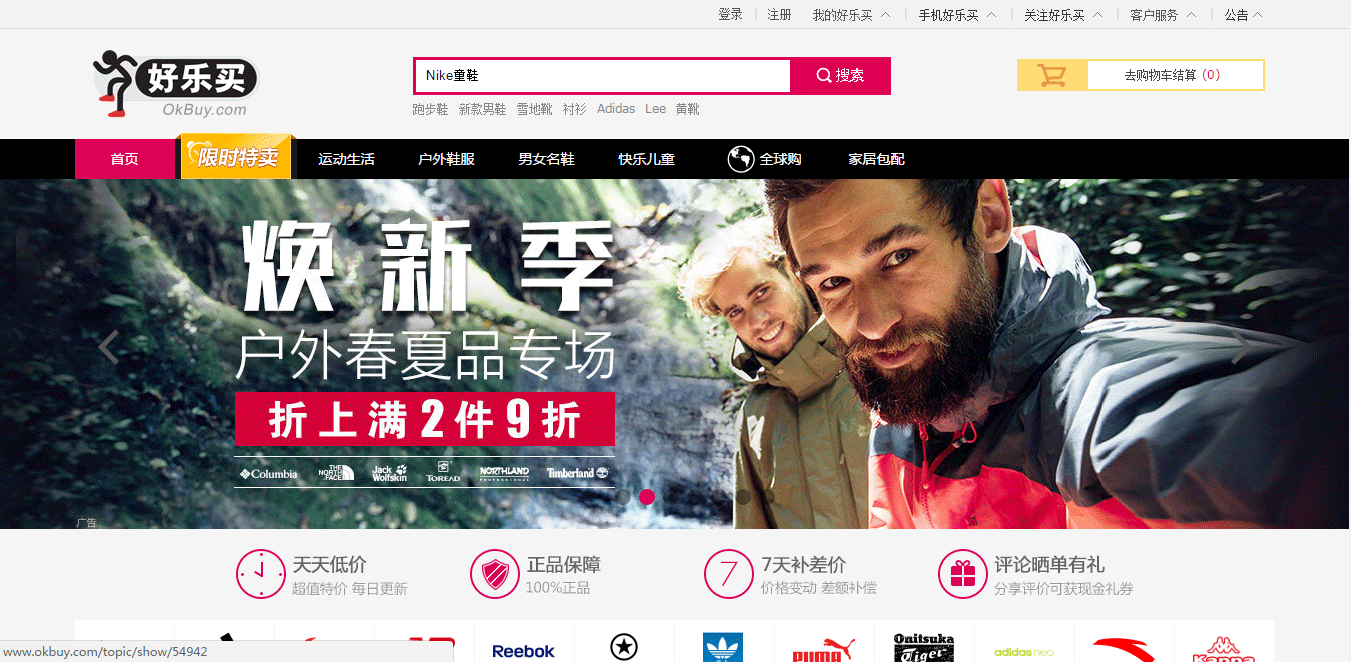 登录 注册 我的好乐买 手机好乐买 关注好乐买 客户服务 公告
好乐买
OkBuy.com
Nike童鞋 搜索
去购物车结算 (0)
跑步鞋 新款男鞋 雪地靴 衬衫 Adidas Lee 黄靴
首页 限时特卖 运动生活 户外鞋服 男女名鞋 快乐儿童 全球购 家居包配
焕新季
户外春夏品专场
折上满2件9折
Columbia THE NORTH FACE Jack Wolfskin TOREAD NORTHLAND PROFESSIONAL Timberland
广告
天天低价 正品保障 7天补差价 评论晒单有礼
超值特价 每日更新 100%正品 价格变动 差额补偿 分享评价可获现金礼券
7
Reebok PUMA Onitsuka Tiger adidas neo Kappa
www.okbuy.com/topic/show/54942